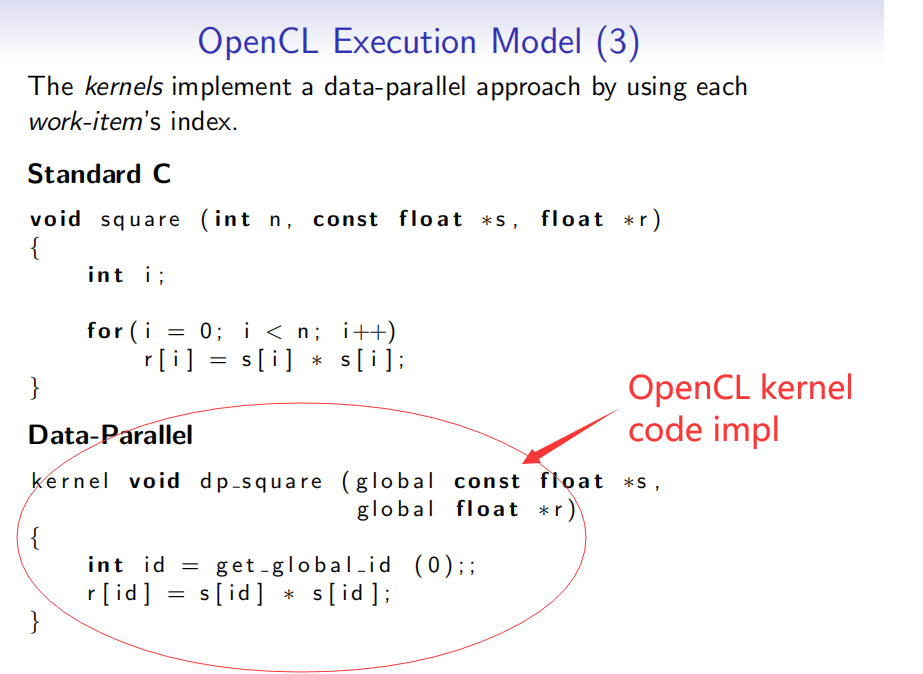 OpenCL Execution Model (3)
The kernels implement a data-parallel approach by using each
work-item's index.
Standard C
void square (int n, const float *s, float *r)
{
    int i;
    for(i = 0; i < n; i++)
        r[i] = s[i] * s[i];
}
OpenCL kernel
code impl
Data-Parallel
kernel void dp_square (global const float *s,
                       global float *r)
{
    int id = get_global_id (0);;
    r[id] = s[id] * s[id];
}